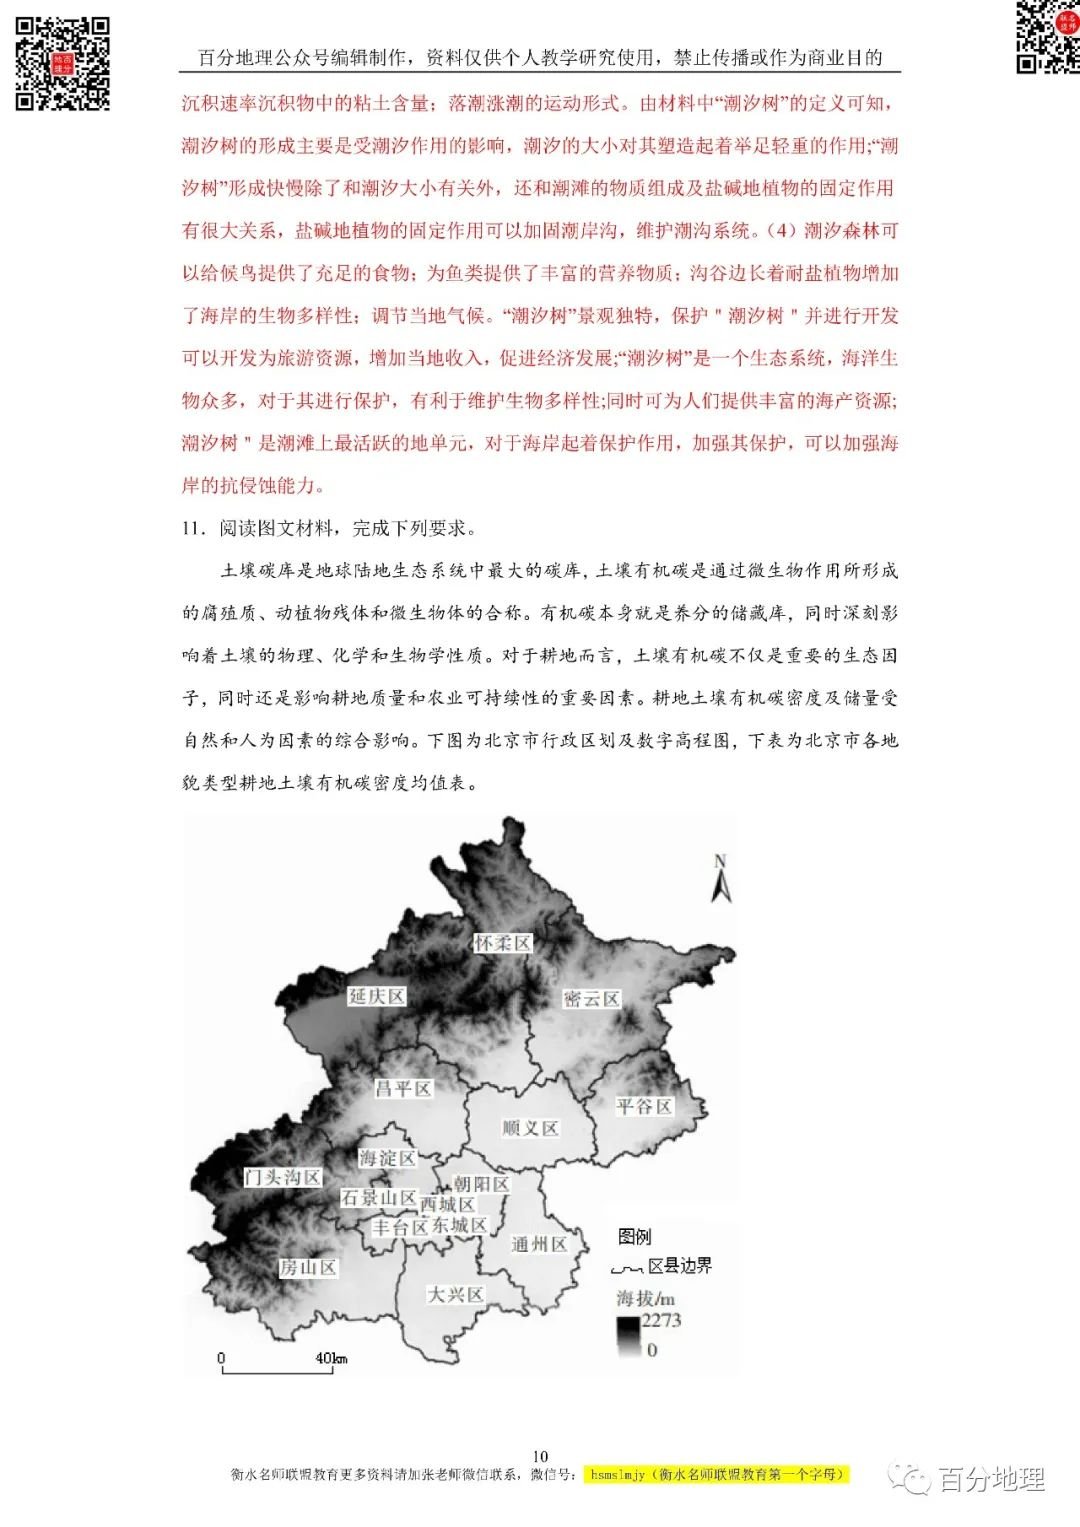 百分地理公众号编辑制作，资料仅供个人教学研究使用，禁止传播或作为商业目的
沉积速率沉积物中的粘土含量；落潮涨潮的运动形式。由材料中“潮汐树”的定义可知，
潮汐树的形成主要是受潮汐作用的影响，潮汐的大小对其塑造起着举足轻重的作用;“潮
汐树”形成快慢除了和潮汐大小有关外，还和潮滩的物质组成及盐碱地植物的固定作用
有很大关系，盐碱地植物的固定作用可以加固潮岸沟，维护潮沟系统。（4）潮汐森林可
以给候鸟提供了充足的食物；为鱼类提供了丰富的营养物质；沟谷边长着耐盐植物增加
了海岸的生物多样性；调节当地气候。“潮汐树”景观独特，保护＂潮汐树＂并进行开发
可以开发为旅游资源，增加当地收入，促进经济发展;“潮汐树”是一个生态系统，海洋生
物众多，对于其进行保护，有利于维护生物多样性;同时可为人们提供丰富的海产资源;
潮汐树＂是潮滩上最活跃的地单元，对于海岸起着保护作用，加强其保护，可以加强海
岸的抗侵蚀能力。
11．阅读图文材料，完成下列要求。
土壤碳库是地球陆地生态系统中最大的碳库，土壤有机碳是通过微生物作用所形成
的腐殖质、动植物残体和微生物体的合称。有机碳本身就是养分的储藏库，同时深刻影
响着土壤的物理、化学和生物学性质。对于耕地而言，土壤有机碳不仅是重要的生态因
子，同时还是影响耕地质量和农业可持续性的重要因素。耕地土壤有机碳密度及储量受
自然和人为因素的综合影响。下图为北京市行政区划及数字高程图，下表为北京市各地
貌类型耕地土壤有机碳密度均值表。
N
怀柔区
延庆区
密云区
昌平区
平谷区
顺义区
海淀区
门头沟区
朝阳区
石景山区
西城区
丰台区
东城区
通州区
房山区
大兴区
图例
区县边界
海拔/m
2273
0
0 40km
10
衡水名师联盟教育更多资料请加张老师微信联系，微信号： hsmslmjy（衡水名师联盟教育第一个字母）
百分地理